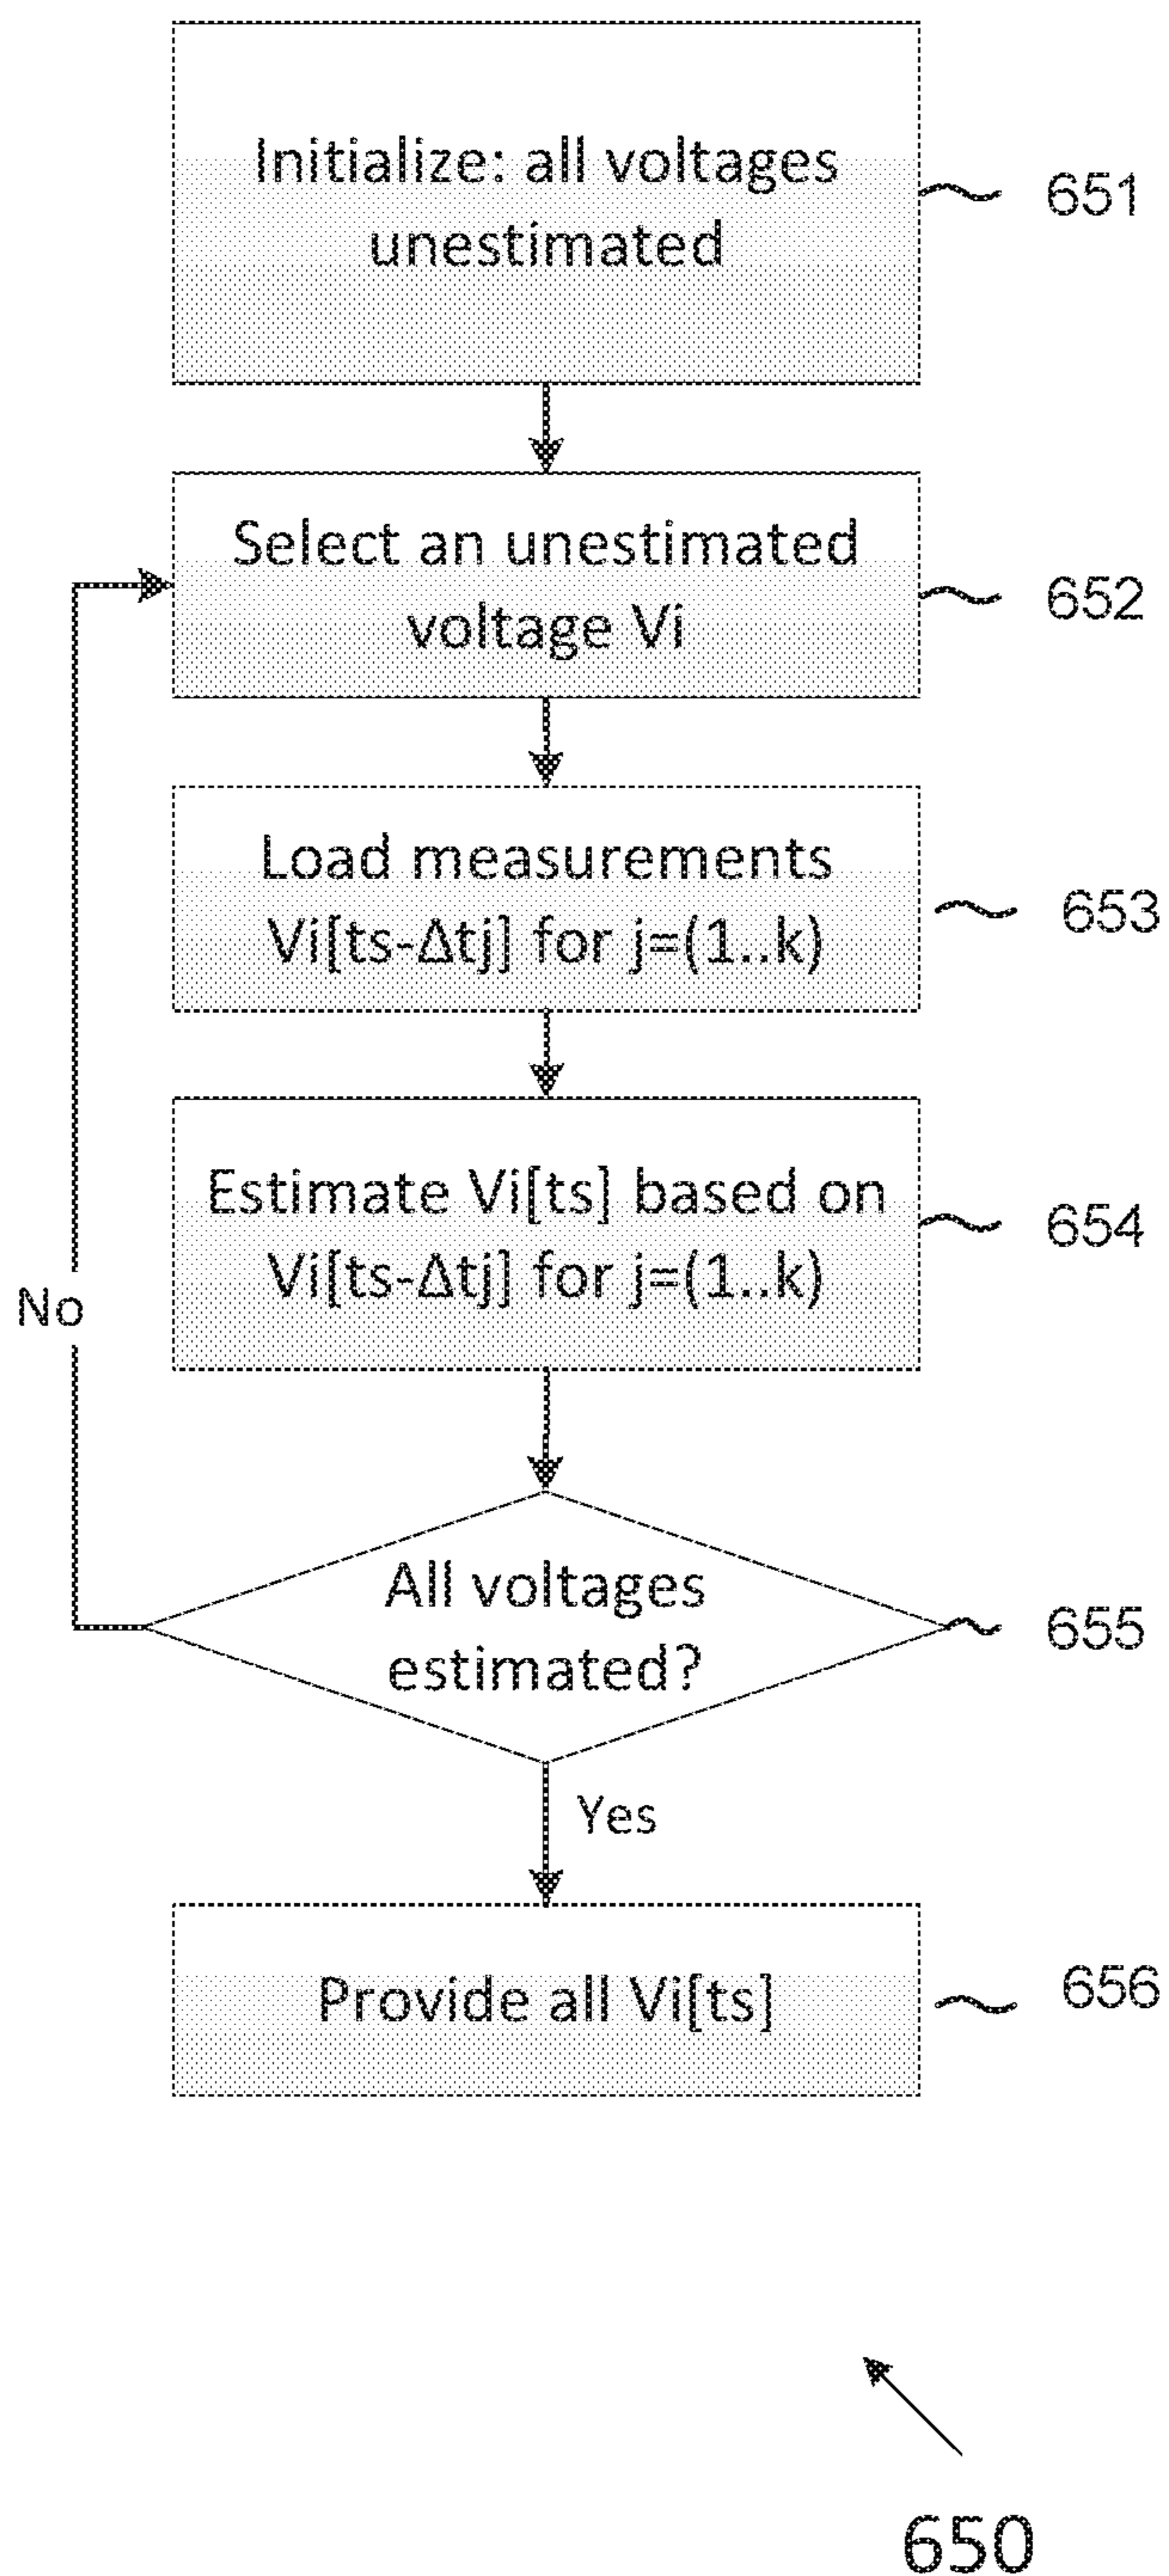 Initialize: all voltages
unestimated
651
Select an unestimated
voltage Vi
652
Load measurements
Vi[ts-Δtj] for j=(1..k)
653
Estimate Vi[ts] based on
Vi[ts-Δtj] for j=(1..k)
654
No
All voltages
estimated?
655
Yes
Provide all Vi[ts]
656
650